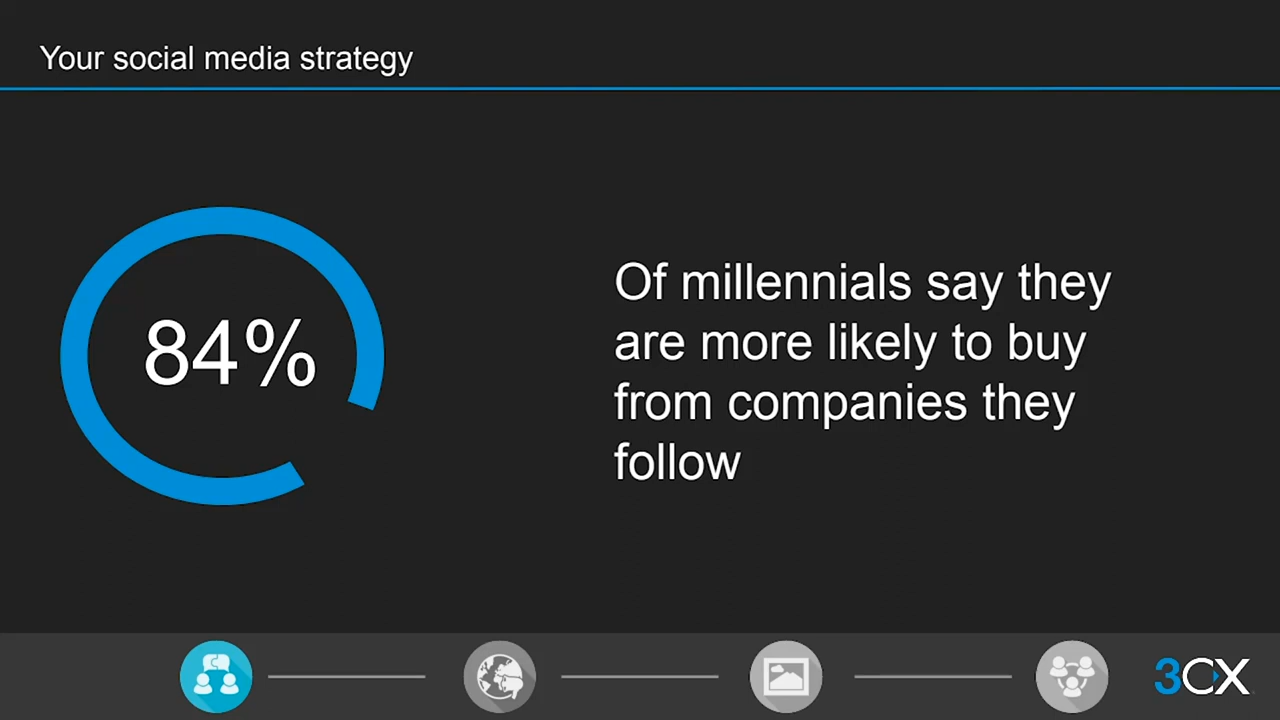 Your social media strategy
84%
Of millennials say they
are more likely to buy
from companies they
follow
3CX